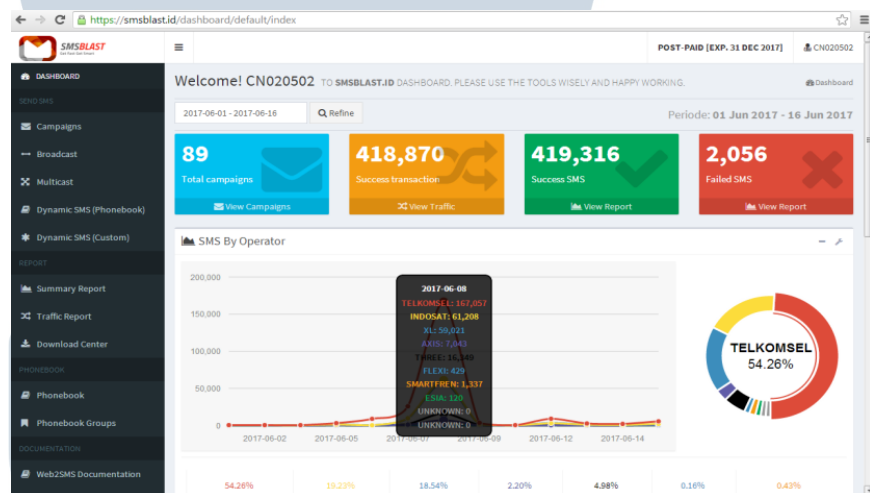 https://smsblast.id/dashboard/default/index
SMSBLAST
POST-PAID [EXP. 31 DEC 2017]
CN020502
DASHBOARD
Welcome! CN020502 TO SMSBLAST.ID DASHBOARD. PLEASE USE THE TOOLS WISELY AND HAPPY WORKING.
Dashboard
SEND SMS
Campaigns
Broadcast
Multicast
Dynamic SMS (Phonebook)
Dynamic SMS (Custom)
REPORT
Summary Report
Traffic Report
Download Center
PHONEBOOK
Phonebook
Phonebook Groups
DOCUMENTATION
Web2SMS Documentation
2017-06-01 - 2017-06-16
Refine
Periode: 01 Jun 2017 - 16 Jun 2017
89
Total campaigns
View Campaigns
418,870
Success transaction
View Traffic
419,316
Success SMS
View Report
2,056
Failed SMS
View Report
SMS By Operator
200,000
150,000
100,000
50,000
0
2017-06-08
TELKOMSEL: 167,057
INDOSAT: 61,208
XL: 59,021
AXIS: 7,043
THREE: 16,349
FLEXI: 429
SMARTFREN: 1,337
ESIA: 120
UNKNOWN: 0
UNKNOWN: 0
2017-06-02
2017-06-05
2017-06-07
2017-06-09
2017-06-12
2017-06-14
TELKOMSEL
54.26%
54.26%
19.23%
18.54%
2.20%
4.98%
0.16%
0.43%